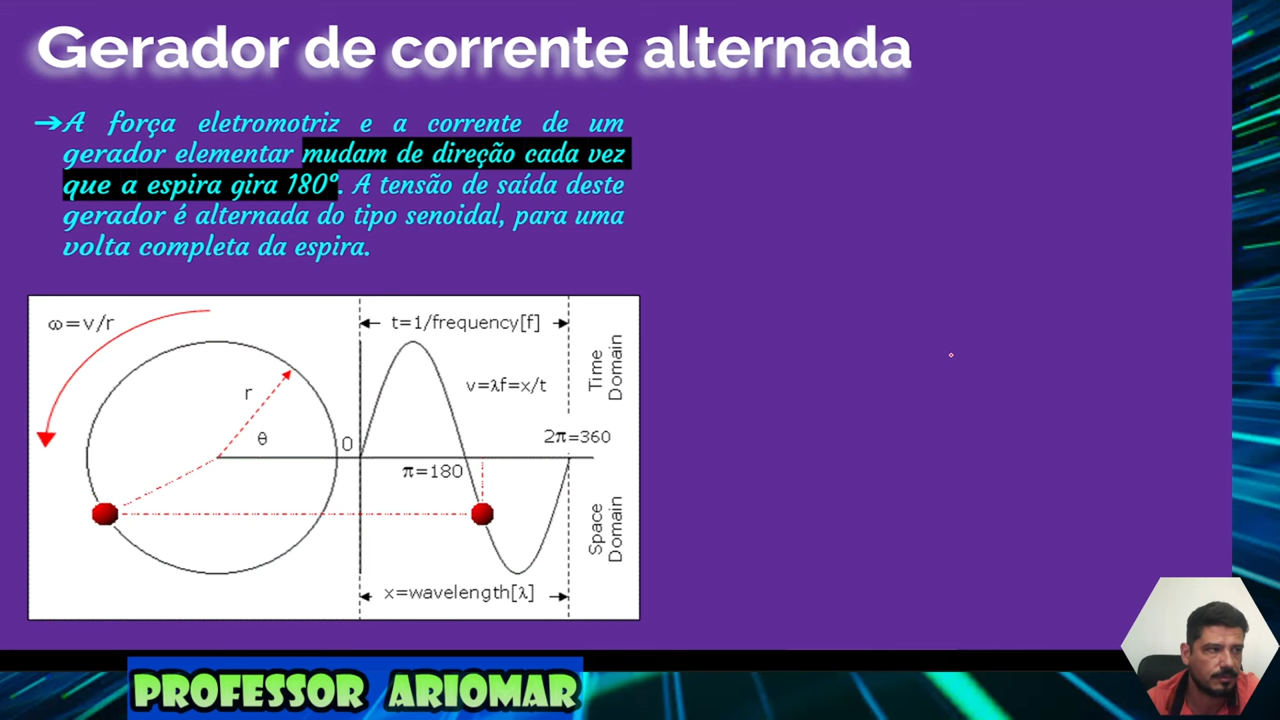 Gerador de corrente alternada
➔A força eletromotriz e a corrente de um
gerador elementar mudam de direção cada vez
que a espira gira 180°. A tensão de saída deste
gerador é alternada do tipo senoidal, para uma
volta completa da espira.
ω=v/r
t=1/frequency[f]
Time
Domain
r
v=λf=x/t
θ
0
2π=360
π=180
Space
Domain
x=wavelength[λ]
PROFESSOR ARIOMAR